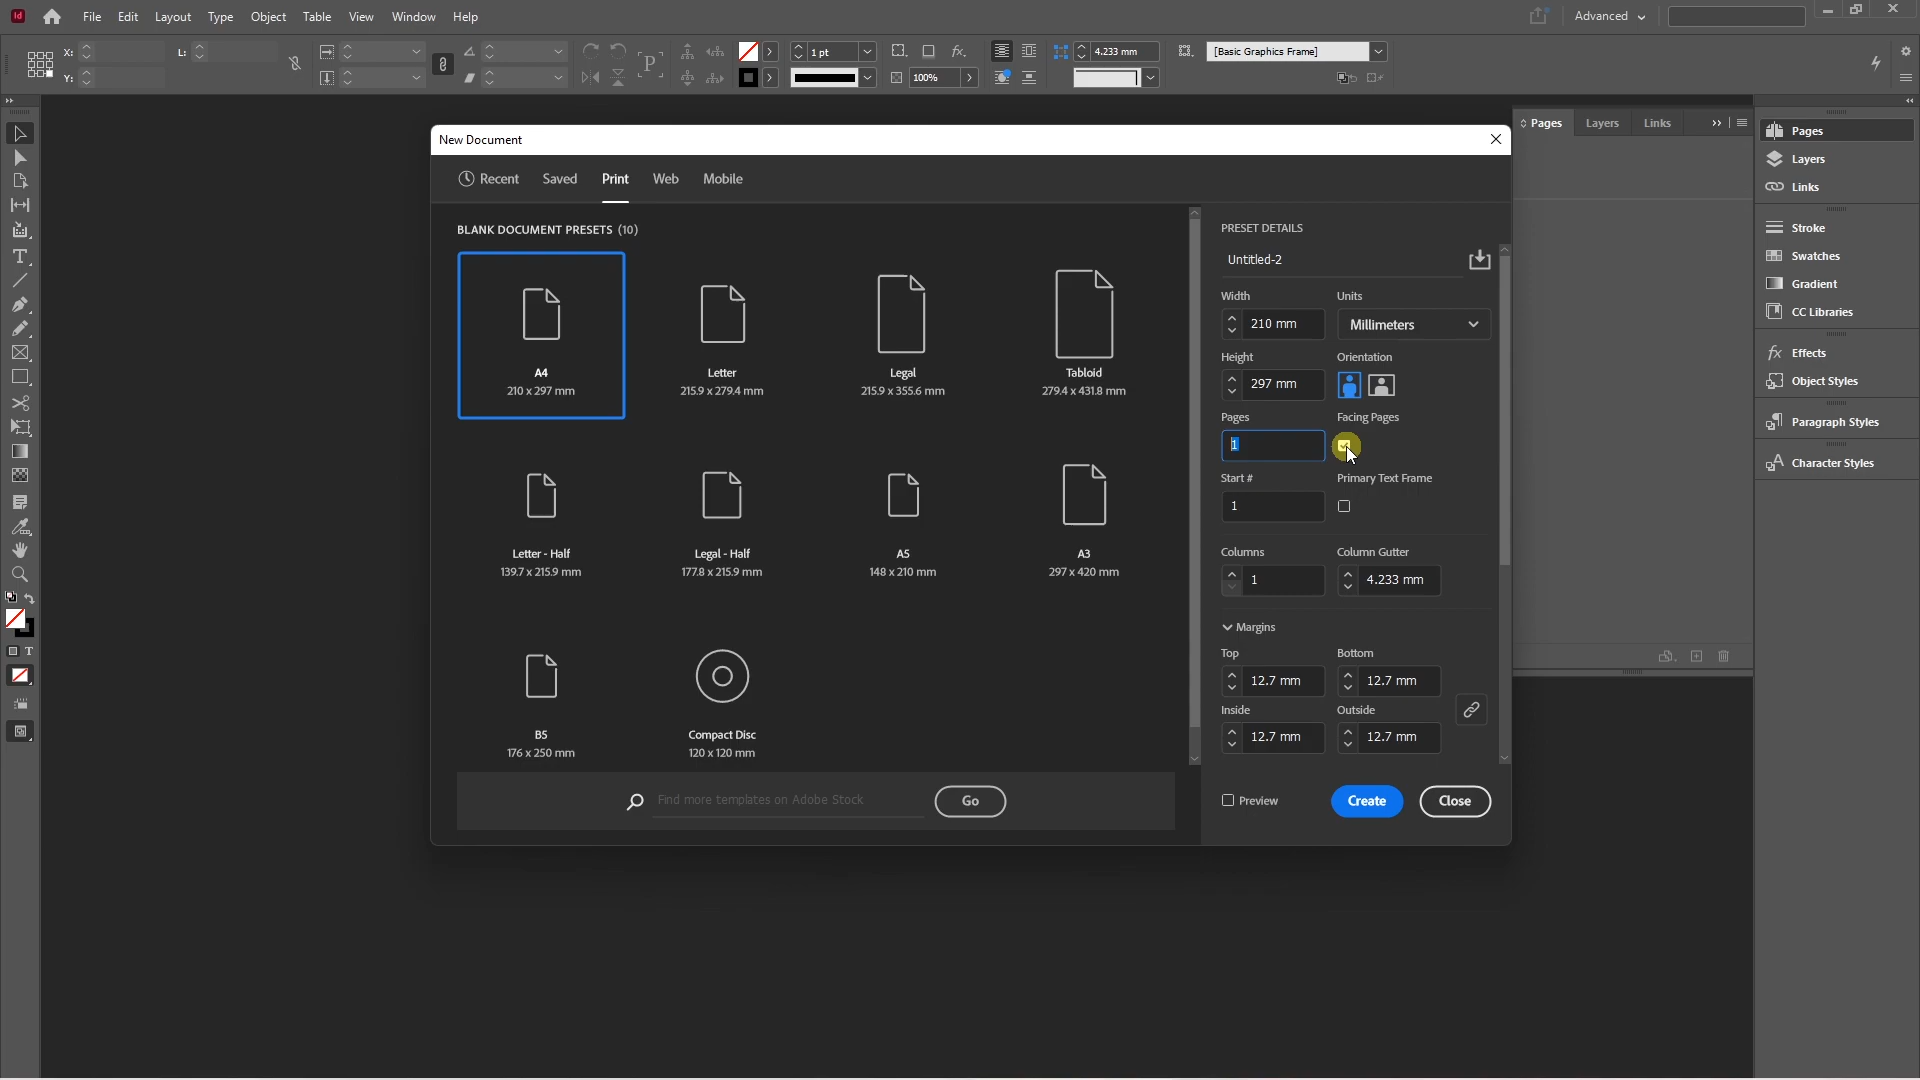 Id File Edit Layout Type Object Table View Window Help Advanced
X: L: 1 pt fx 4.233 mm [Basic Graphics Frame]
Y: P 100%
Pages Layers Links
Pages
Layers
Links
Stroke
Swatches
Gradient
CC Libraries
fx Effects
Object Styles
Paragraph Styles
Character Styles
New Document
Recent Saved Print Web Mobile
BLANK DOCUMENT PRESETS (10)
A4
210 x 297 mm
Letter
215.9 x 279.4 mm
Legal
215.9 x 355.6 mm
Tabloid
279.4 x 431.8 mm
Letter - Half
139.7 x 215.9 mm
Legal - Half
177.8 x 215.9 mm
A5
148 x 210 mm
A3
297 x 420 mm
B5
176 x 250 mm
Compact Disc
120 x 120 mm
Find more templates on Adobe Stock Go
PRESET DETAILS
Untitled-2
Width Units
210 mm Millimeters
Height Orientation
297 mm
Pages Facing Pages
1
Start # Primary Text Frame
1
Columns Column Gutter
1 4.233 mm
Margins
Top Bottom
12.7 mm 12.7 mm
Inside Outside
12.7 mm 12.7 mm
Preview Create Close